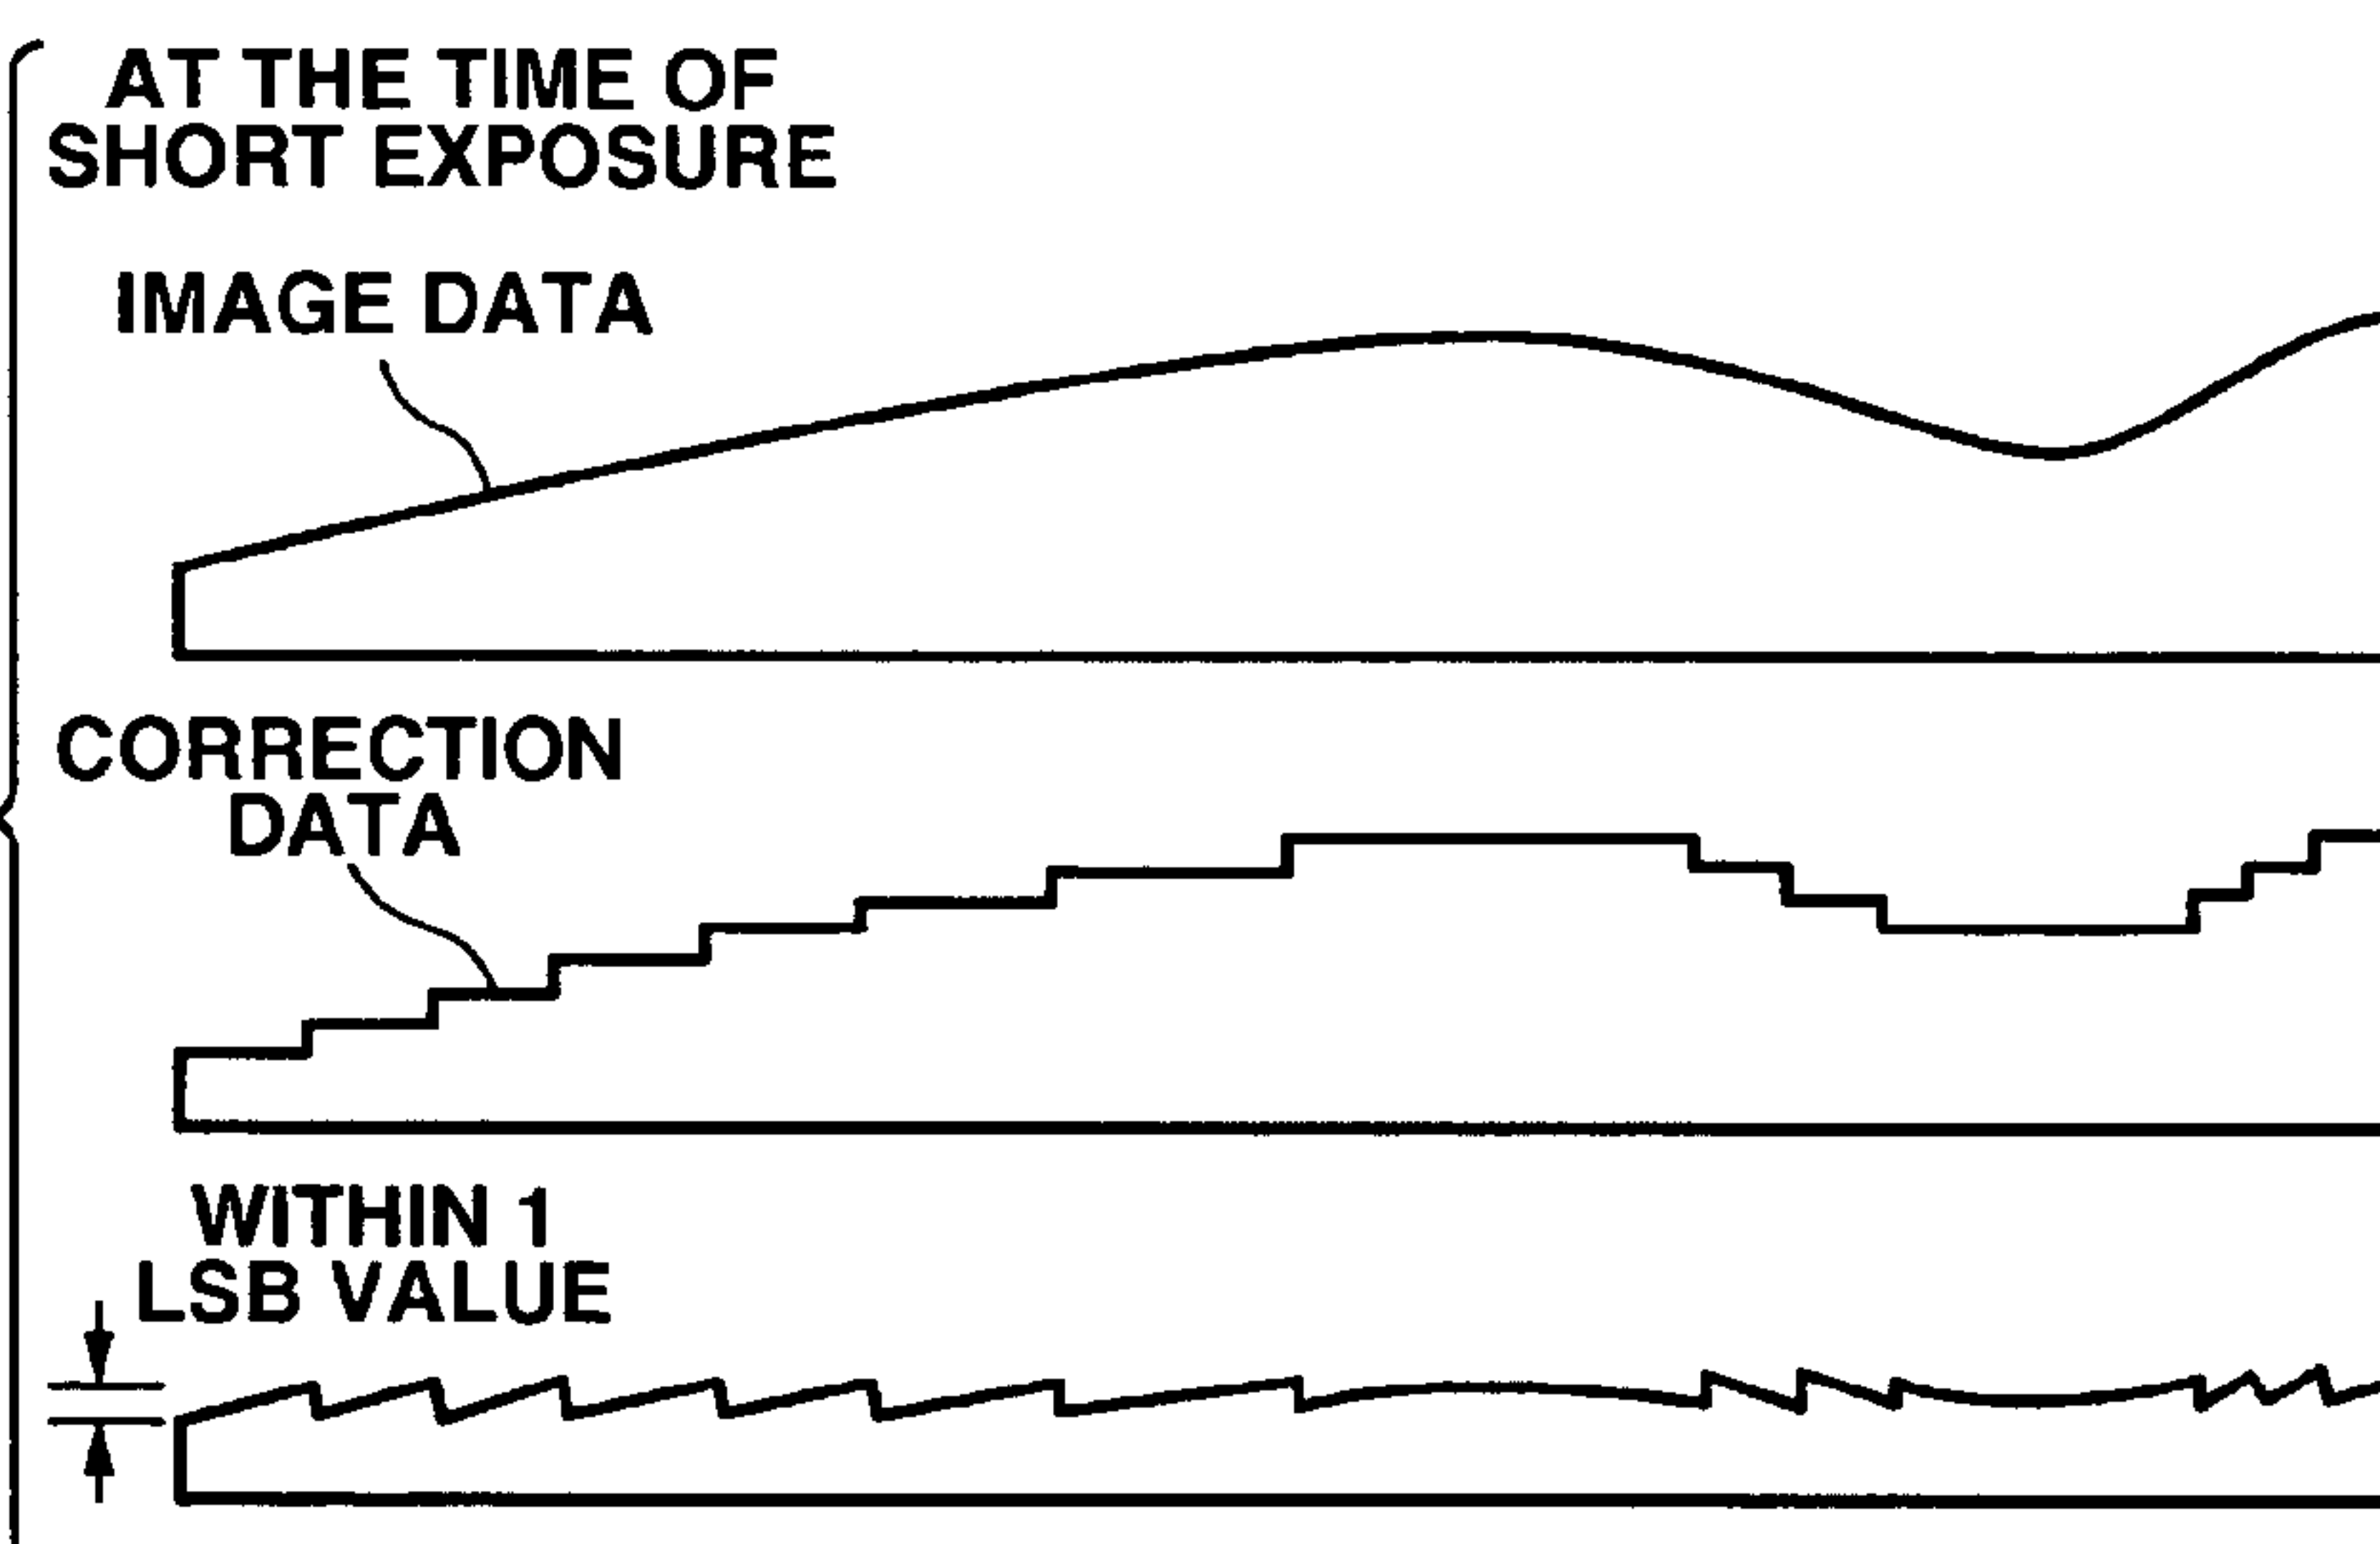 AT THE TIME OF
SHORT EXPOSURE
IMAGE DATA
CORRECTION
DATA
WITHIN 1
LSB VALUE